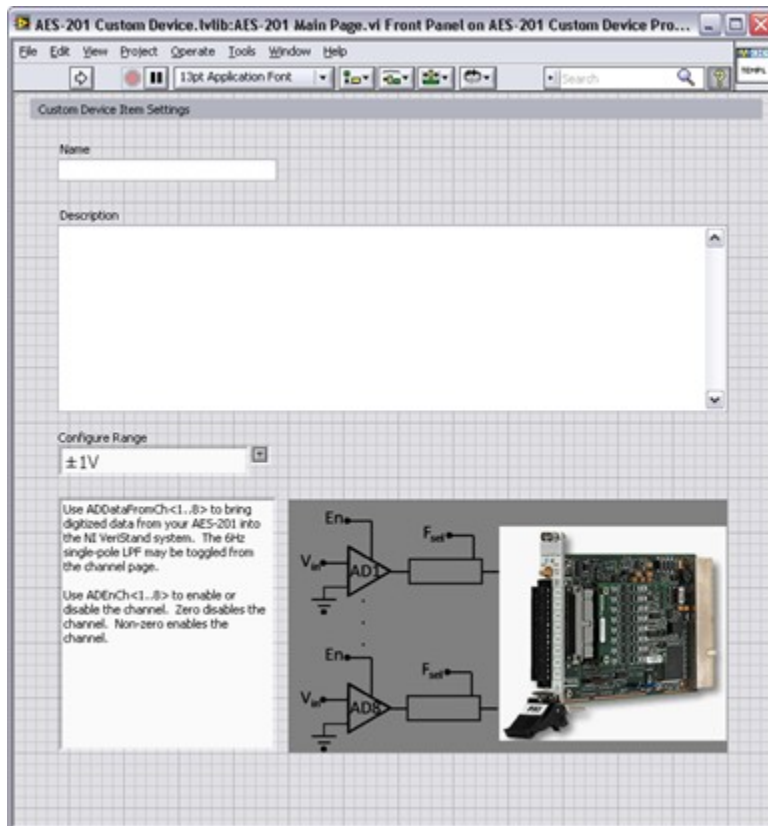 AES-201 Custom Device.lvlib:AES-201 Main Page.vi Front Panel on AES-201 Custom Device Pro...
File Edit View Project Operate Tools Window Help
13pt Application Font
Search
TEMPL
Custom Device Item Settings
Name
Description
Configure Range
±1V
Use ADDataFromCh<1..8> to bring
digitized data from your AES-201 into
the NI VeriStand system. The 6Hz
single-pole LPF may be toggled from
the channel page.
Use ADEnCh<1..8> to enable or
disable the channel. Zero disables the
channel. Non-zero enables the
channel.
En
Fsel
Vin
AD1
En
Fsel
Vin
AD8